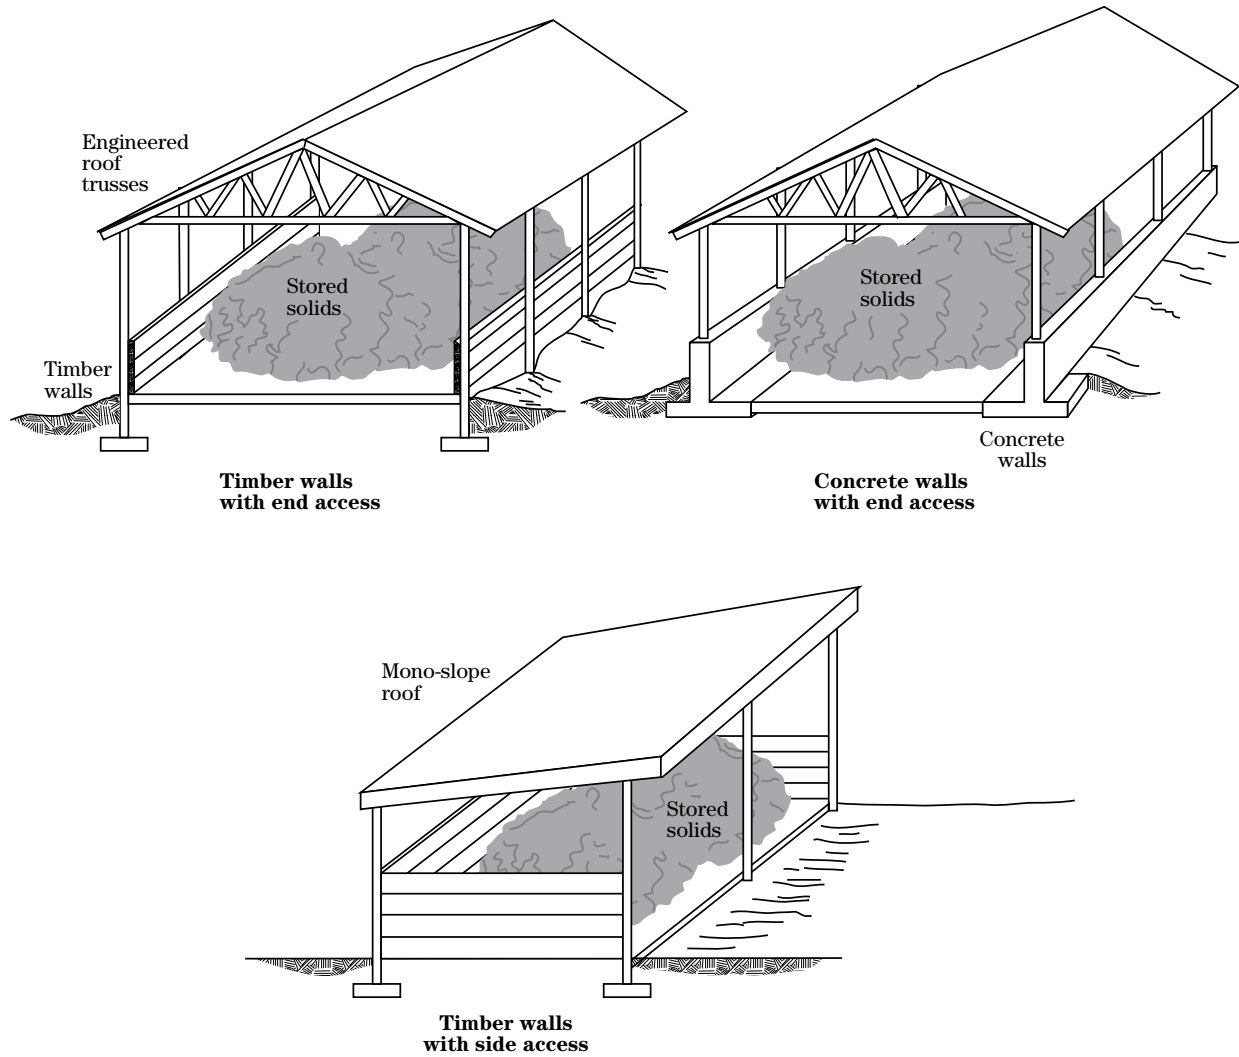 Engineered
roof
trusses
Stored
solids
Timber
walls
Timber walls
with end access
Stored
solids
Concrete
walls
Concrete walls
with end access
Mono-slope
roof
Stored
solids
Timber walls
with side access